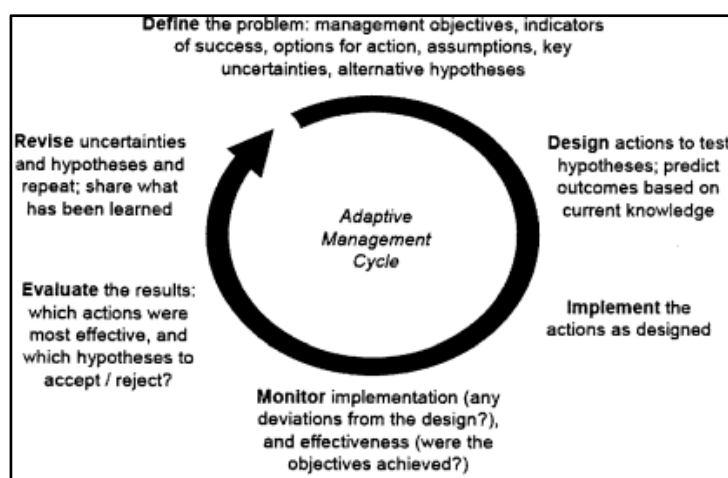 Define the problem: management objectives, indicators
of success, options for action, assumptions, key
uncertainties, alternative hypotheses
Design actions to test
hypotheses; predict
outcomes based on
current knowledge
Implement the
actions as designed
Monitor implementation (any
deviations from the design?),
and effectiveness (were the
objectives achieved?)
Evaluate the results:
which actions were
most effective, and
which hypotheses to
accept / reject?
Revise uncertainties
and hypotheses and
repeat; share what
has been learned
Adaptive
Management
Cycle